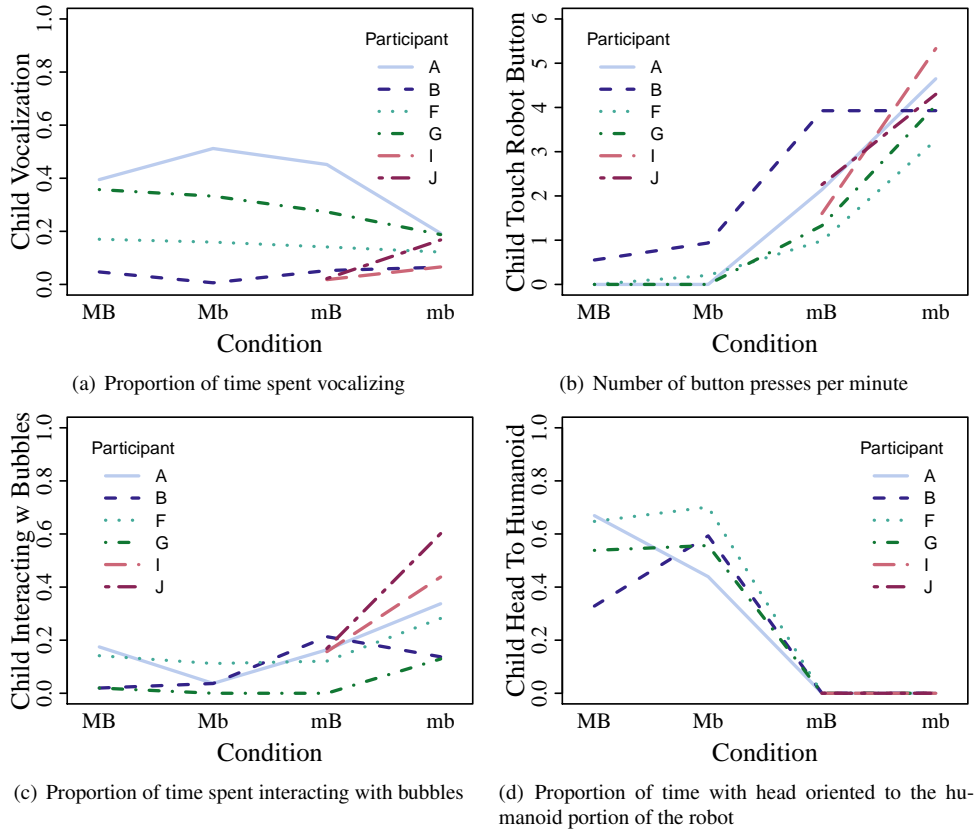 Child Vocalization
0.0 0.2 0.4 0.6 0.8 1.0
Participant
A
B
F
G
I
J
MB Mb mB mb
Condition
(a) Proportion of time spent vocalizing
Child Touch Robot Button
0 1 2 3 4 5 6
Participant
A
B
F
G
I
J
MB Mb mB mb
Condition
(b) Number of button presses per minute
Child Interacting w Bubbles
0.0 0.2 0.4 0.6 0.8 1.0
Participant
A
B
F
G
I
J
MB Mb mB mb
Condition
(c) Proportion of time spent interacting with bubbles
Child Head To Humanoid
0.0 0.2 0.4 0.6 0.8 1.0
Participant
A
B
F
G
I
J
MB Mb mB mb
Condition
(d) Proportion of time with head oriented to the hu-
manoid portion of the robot